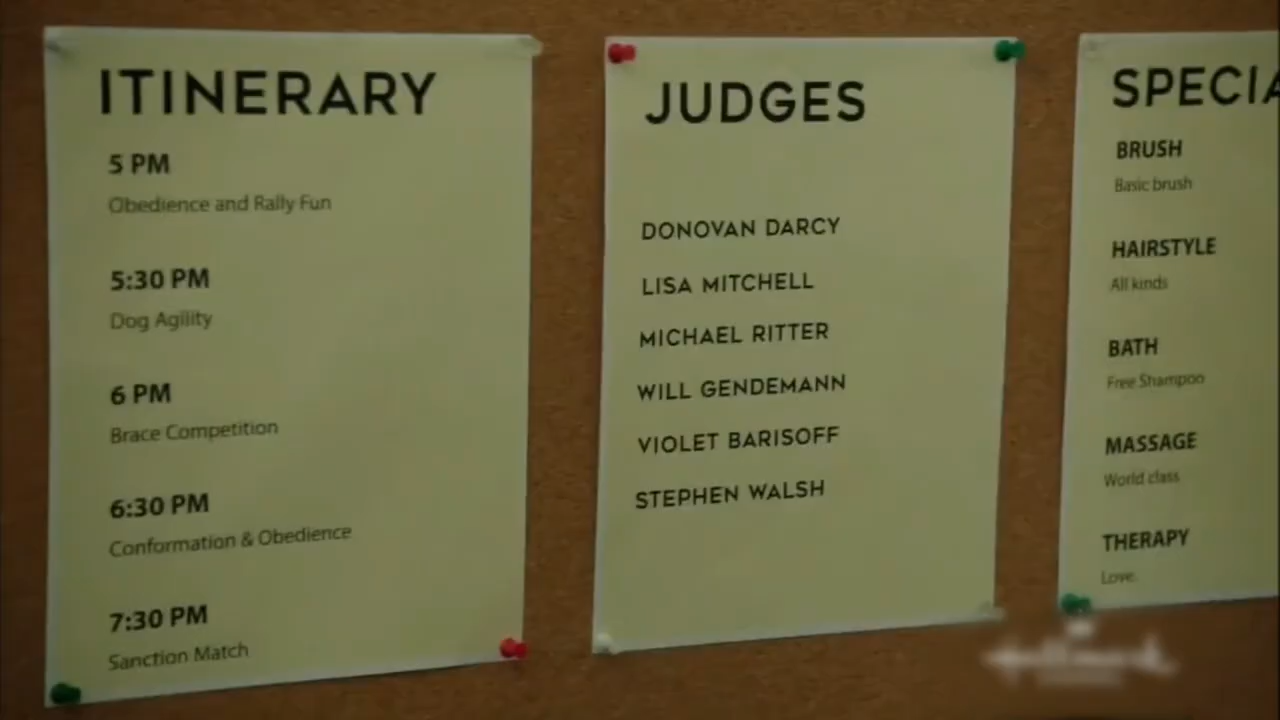 ITINERARY
5 PM
Obedience and Rally Fun
5:30 PM
Dog Agility
6 PM
Brace Competition
6:30 PM
Conformation & Obedience
7:30 PM
Sanction Match
JUDGES
DONOVAN DARCY
LISA MITCHELL
MICHAEL RITTER
WILL GENDEMANN
VIOLET BARISOFF
STEPHEN WALSH
SPECIA
BRUSH
Basic brush
HAIRSTYLE
All kinds
BATH
Free Shampoo
MASSAGE
World class
THERAPY
Love.
Hallmark